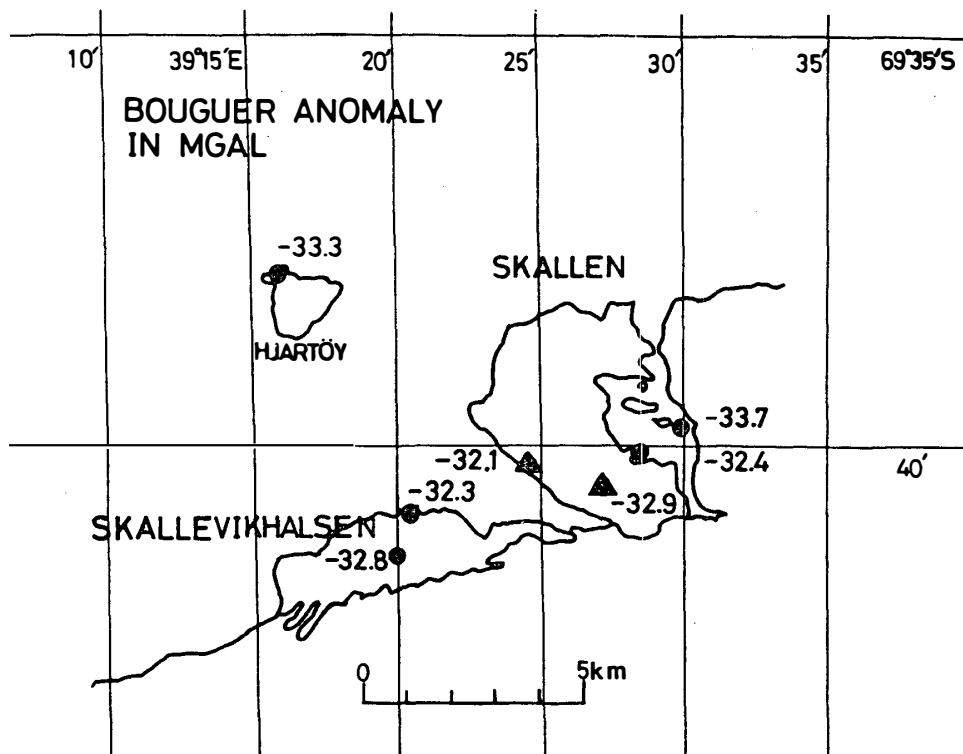 10′ 39°15′E 20′ 25′ 30′ 35′ 69°35′S
BOUGUER ANOMALY
IN MGAL
-33.3
SKALLEN
HJARTÖY
-33.7
-32.1 -32.4 40′
-32.3 -32.9
SKALLEVIKHALSEN
-32.8
0 5km